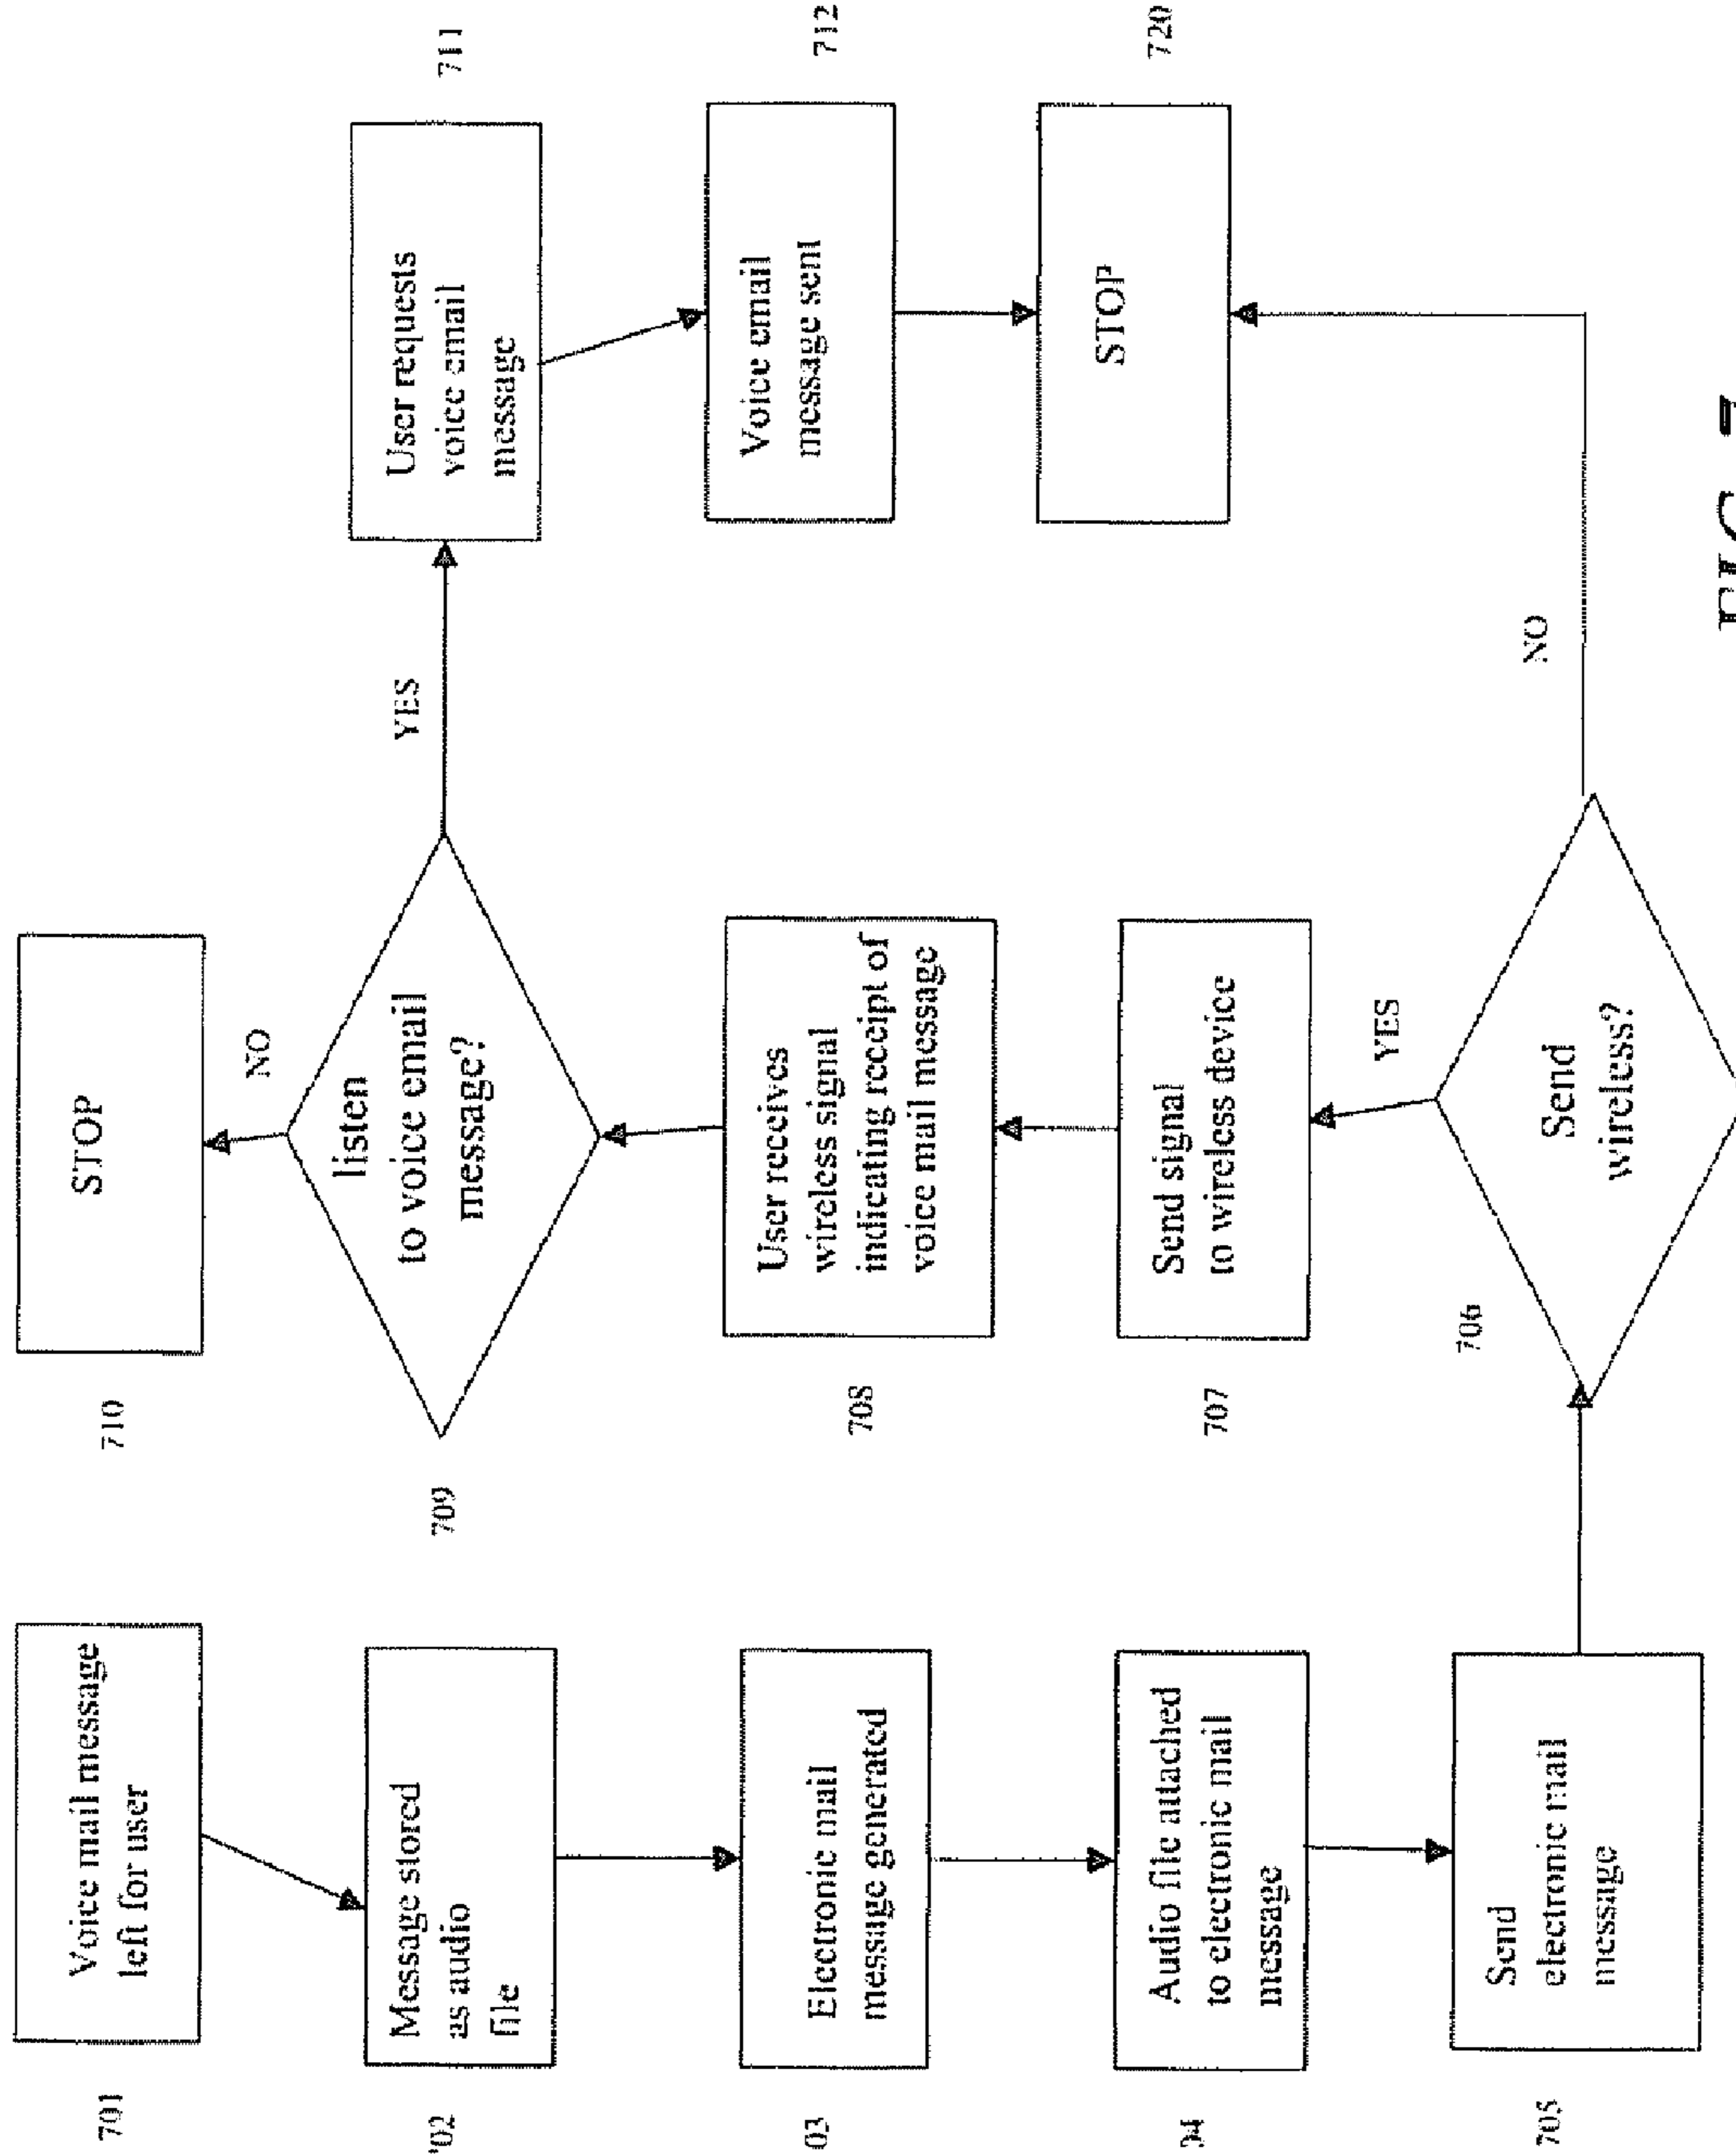 701
Voice mail message
left for user
'02
Message stored
as audio
file
03
Electronic mail
message generated
04
Audio file attached
to electronic mail
message
705
Send
electronic mail
message
706
Send
wireless?
YES
NO
707
Send signal
to wireless device
708
User receives
wireless signal
indicating receipt of
voice mail message
709
listen
to voice email
message?
NO
YES
710
STOP
711
User requests
voice email
message
712
Voice email
message sent
720
STOP